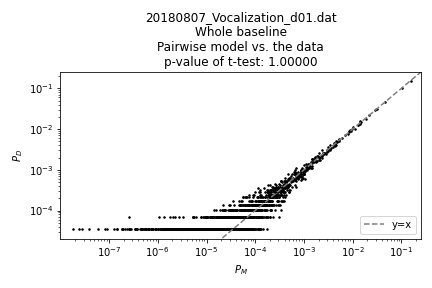 20180807_Vocalization_d01.dat
Whole baseline
Pairwise model vs. the data
p-value of t-test: 1.00000
10⁻¹
10⁻²
10⁻³
10⁻⁴
P_D
y=x
10⁻⁷ 10⁻⁶ 10⁻⁵ 10⁻⁴ 10⁻³ 10⁻² 10⁻¹
P_M